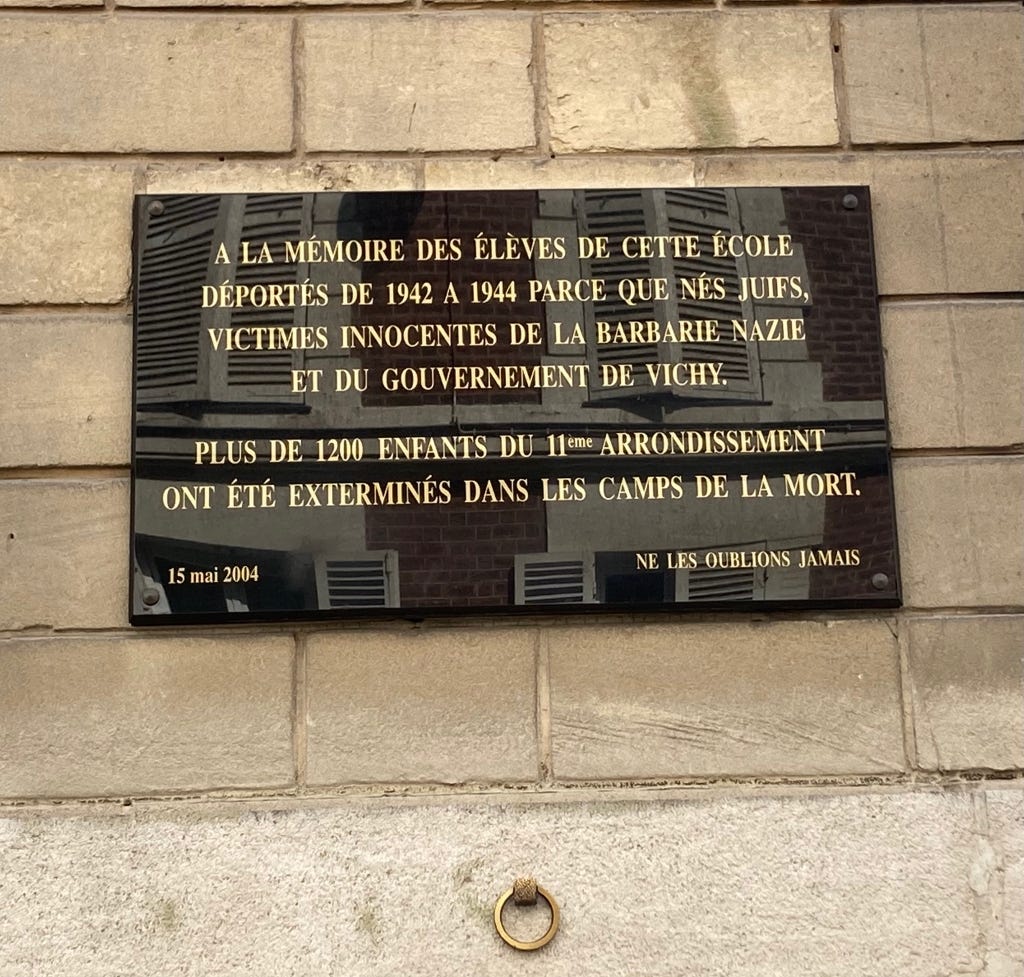 A LA MÉMOIRE DES ÉLÈVES DE CETTE ÉCOLE
DÉPORTÉS DE 1942 A 1944 PARCE QUE NÉS JUIFS,
VICTIMES INNOCENTES DE LA BARBARIE NAZIE
ET DU GOUVERNEMENT DE VICHY.
PLUS DE 1200 ENFANTS DU 11ème ARRONDISSEMENT
ONT ÉTÉ EXTERMINÉS DANS LES CAMPS DE LA MORT.
NE LES OUBLIONS JAMAIS
15 mai 2004